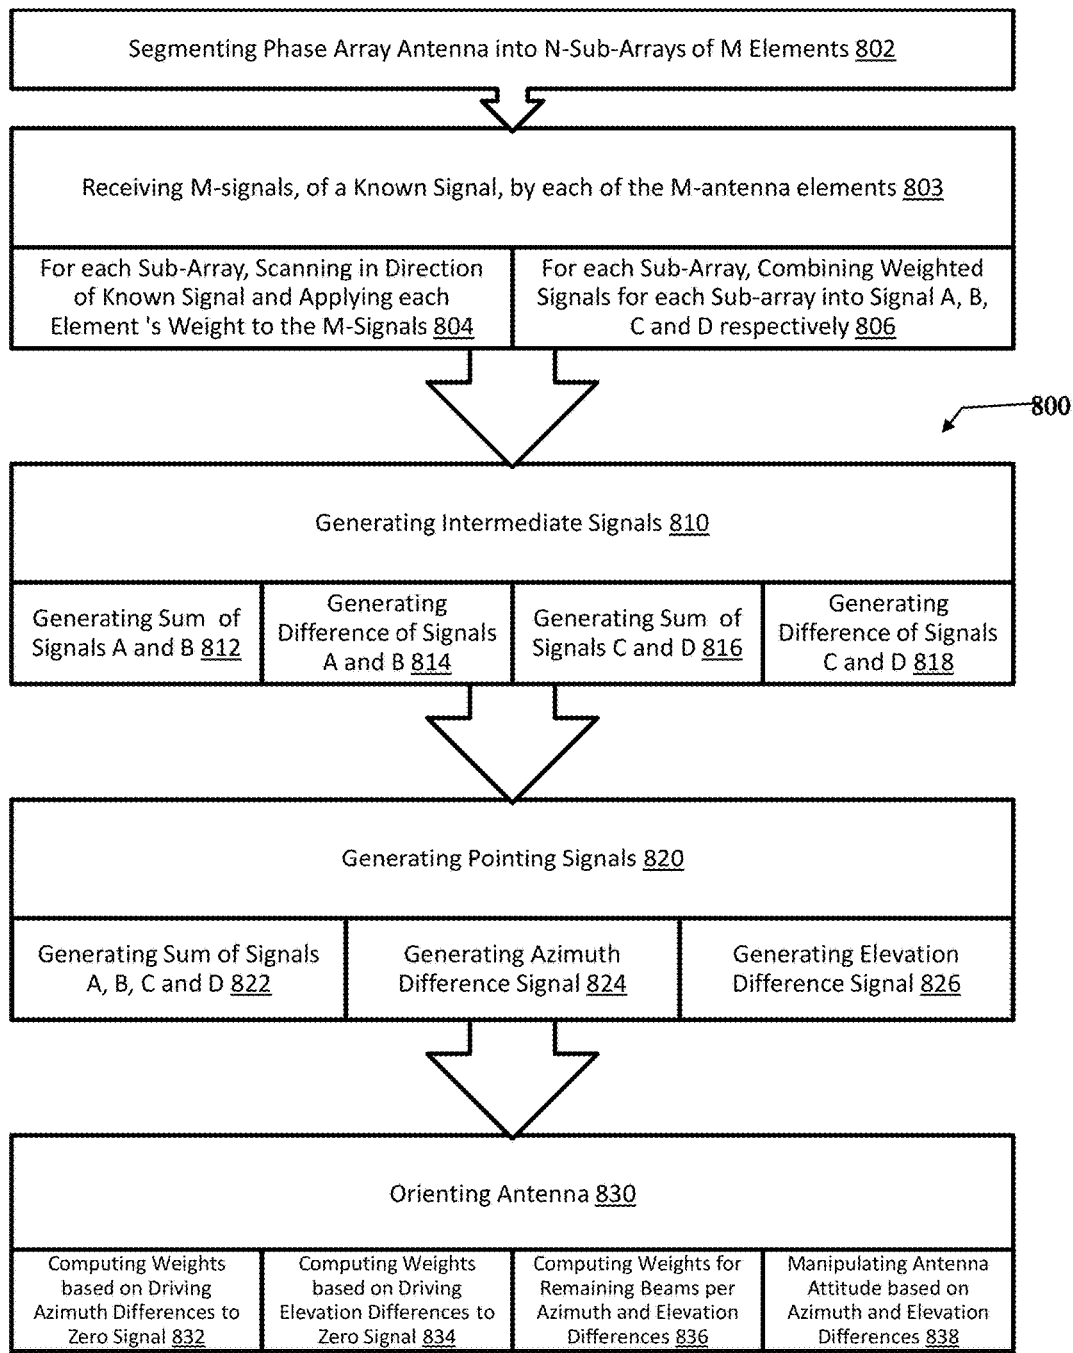 Segmenting Phase Array Antenna into N-Sub-Arrays of M Elements 802
Receiving M-signals, of a Known Signal, by each of the M-antenna elements 803
For each Sub-Array, Scanning in Direction
of Known Signal and Applying each
Element 's Weight to the M-Signals 804
For each Sub-Array, Combining Weighted
Signals for each Sub-array into Signal A, B,
C and D respectively 806
800
Generating Intermediate Signals 810
Generating Sum of
Signals A and B 812
Generating
Difference of Signals
A and B 814
Generating Sum of
Signals C and D 816
Generating
Difference of Signals
C and D 818
Generating Pointing Signals 820
Generating Sum of Signals
A, B, C and D 822
Generating Azimuth
Difference Signal 824
Generating Elevation
Difference Signal 826
Orienting Antenna 830
Computing Weights
based on Driving
Azimuth Differences to
Zero Signal 832
Computing Weights
based on Driving
Elevation Differences to
Zero Signal 834
Computing Weights for
Remaining Beams per
Azimuth and Elevation
Differences 836
Manipulating Antenna
Attitude based on
Azimuth and Elevation
Differences 838